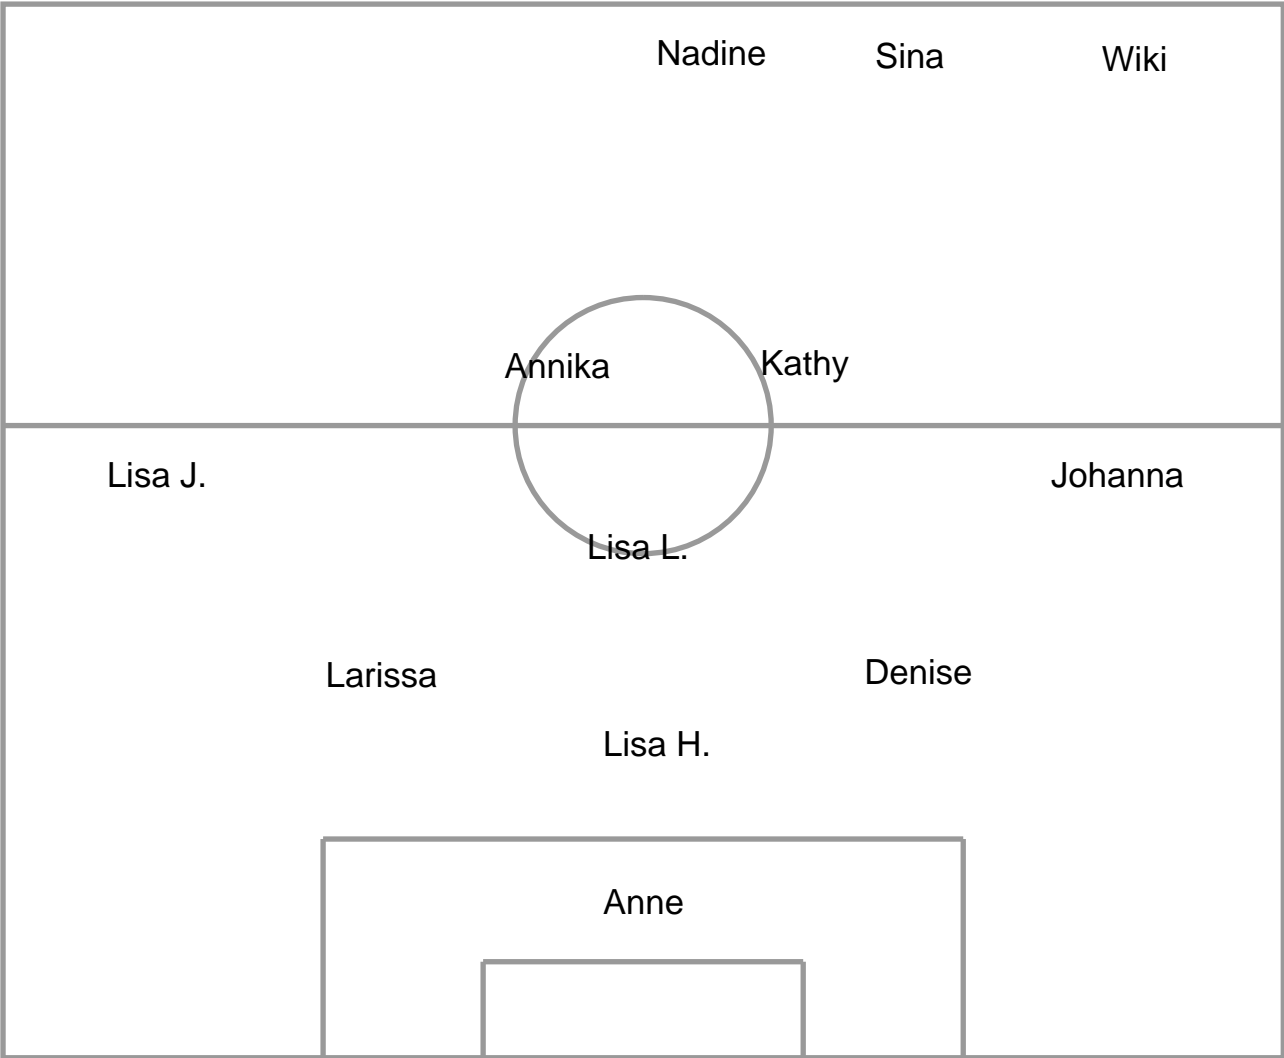 Nadine Sina Wiki
Annika Kathy
Lisa J. Johanna
Lisa L.
Larissa Denise
Lisa H.
Anne